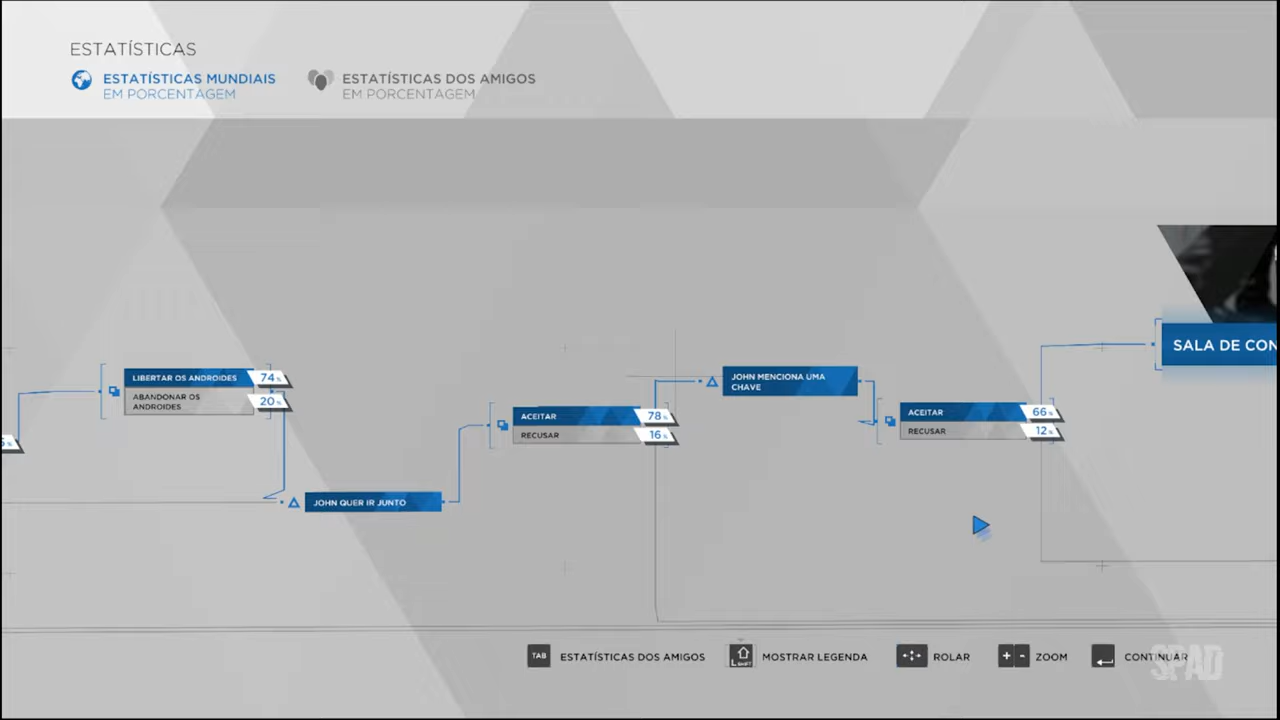 ESTATÍSTICAS
ESTATÍSTICAS MUNDIAIS
EM PORCENTAGEM
ESTATÍSTICAS DOS AMIGOS
EM PORCENTAGEM
LIBERTAR OS ANDROIDES 74%
ABANDONAR OS
ANDROIDES 20%
JOHN QUER IR JUNTO
ACEITAR 78%
RECUSAR 16%
JOHN MENCIONA UMA
CHAVE
ACEITAR 66%
RECUSAR 12%
SALA DE CON
TAB ESTATÍSTICAS DOS AMIGOS
L SHIFT MOSTRAR LEGENDA
ROLAR
+ - ZOOM
CONTINUAR
SPAD